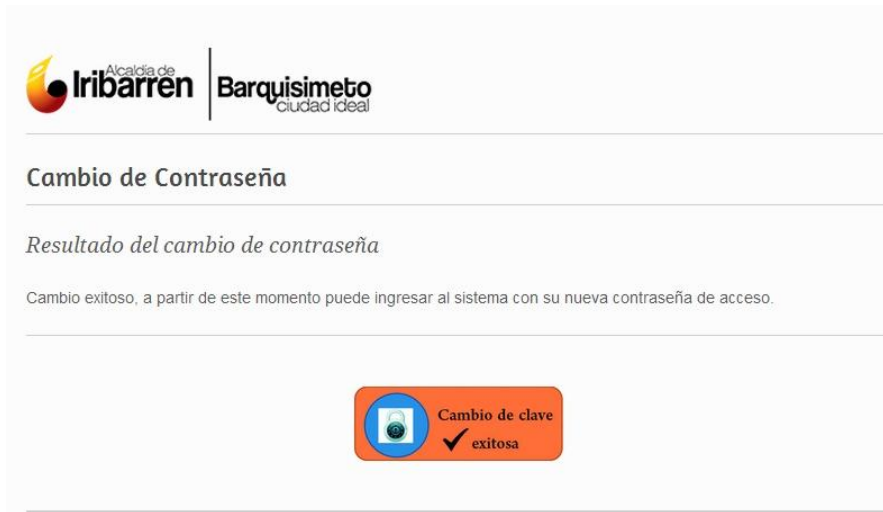 Alcaldía de
Iribarren
Barquisimeto
ciudad ideal
Cambio de Contraseña
Resultado del cambio de contraseña
Cambio exitoso, a partir de este momento puede ingresar al sistema con su nueva contraseña de acceso.
Cambio de clave
exitosa